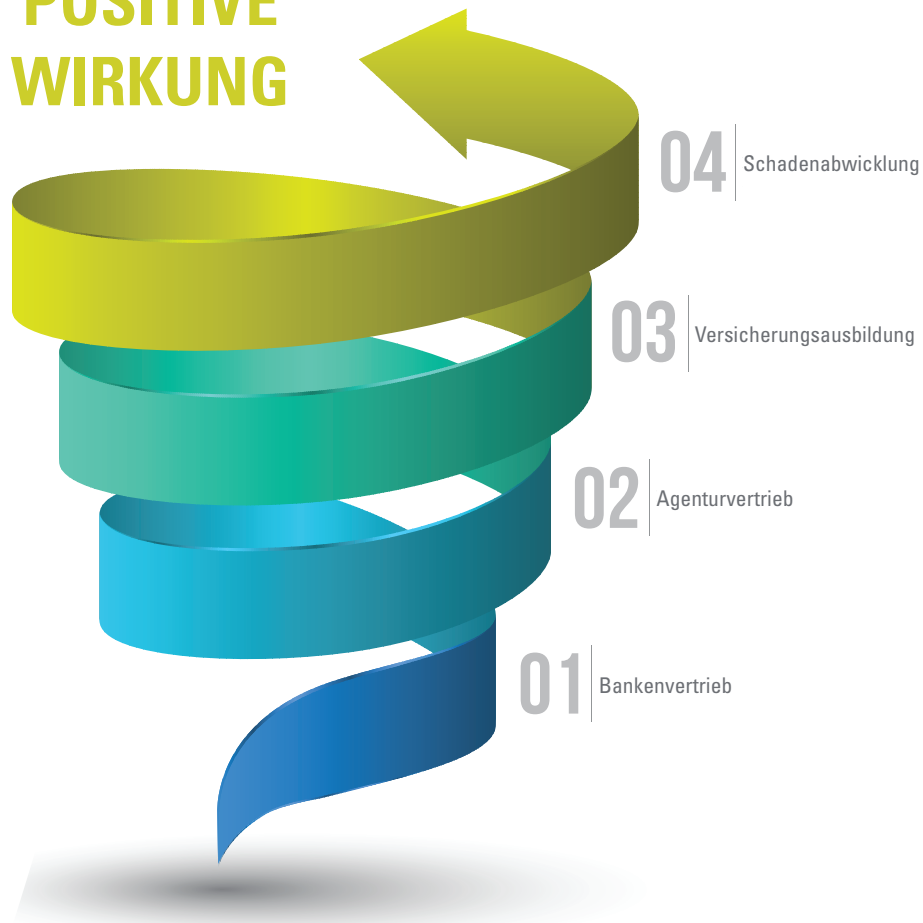 POSITIVE
WIRKUNG
04 Schadenabwicklung
03 Versicherungsausbildung
02 Agenturvertrieb
01 Bankenvertrieb